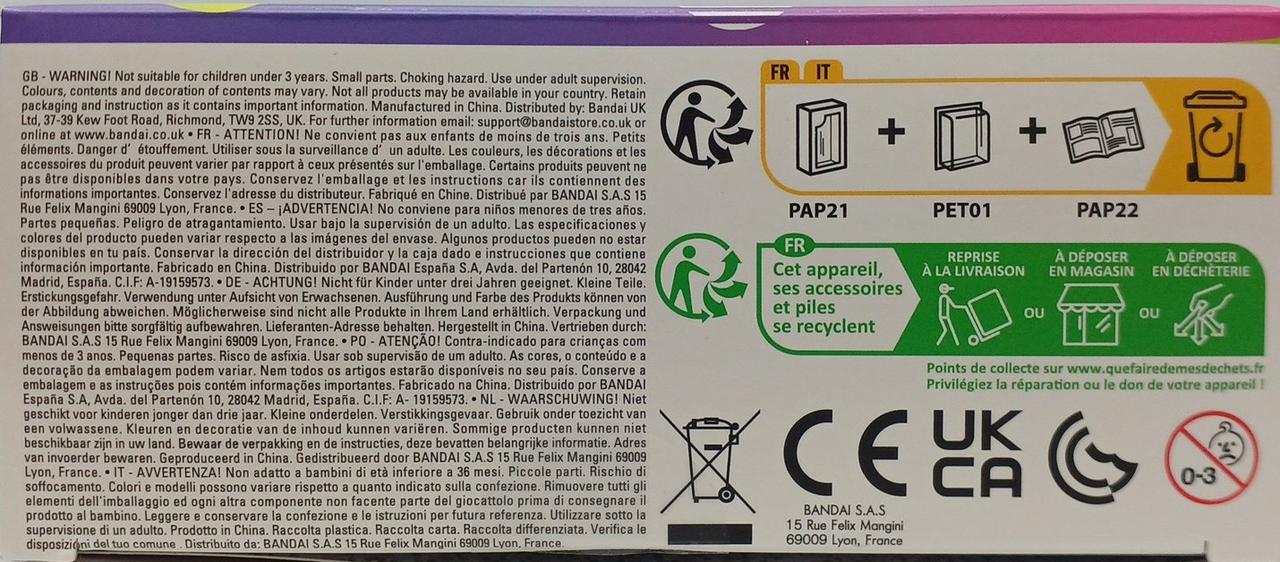 GB - WARNING! Not suitable for children under 3 years. Small parts. Choking hazard. Use under adult supervision.
Colours, contents and decoration of contents may vary. Not all products may be available in your country. Retain
packaging and instruction as it contains important information. Manufactured in China. Distributed by: Bandai UK
Ltd, 37-39 Kew Foot Road, Richmond, TW9 2SS, UK. For further information email: support@bandaistore.co.uk or
online at www.bandai.co.uk • FR - ATTENTION! Ne convient pas aux enfants de moins de trois ans. Petits
éléments. Danger d' étouffement. Utiliser sous la surveillance d' un adulte. Les couleurs, les décorations et les
accessoires du produit peuvent varier par rapport à ceux présentés sur l'emballage. Certains produits peuvent ne
pas être disponibles dans votre pays. Conservez l'emballage et les instructions car ils contiennent des
informations importantes. Conservez l'adresse du distributeur. Fabriqué en Chine. Distribué par BANDAI S.A.S 15
Rue Felix Mangini 69009 Lyon, France. • ES – ¡ADVERTENCIA! No conviene para niños menores de tres años.
Partes pequeñas. Peligro de atragantamiento. Usar bajo la supervisión de un adulto. Las especificaciones y
colores del producto pueden variar respecto a las imágenes del envase. Algunos productos pueden no estar
disponibles en tu país. Conservar la dirección del distribuidor y la caja dado e instrucciones que contiene
información importante. Fabricado en China. Distribuido por BANDAI España S.A, Avda. del Partenón 10, 28042
Madrid, España. C.I.F: A-19159573. • DE - ACHTUNG! Nicht für Kinder unter drei Jahren geeignet. Kleine Teile.
Erstickungsgefahr. Verwendung unter Aufsicht von Erwachsenen. Ausführung und Farbe des Produkts können von
der Abbildung abweichen. Möglicherweise sind nicht alle Produkte in Ihrem Land erhältlich. Verpackung und
Anweisungen bitte sorgfältig aufbewahren. Lieferanten-Adresse behalten. Hergestellt in China. Vertrieben durch:
BANDAI S.A.S 15 Rue Felix Mangini 69009 Lyon, France. • PO - ATENÇÃO! Contra-indicado para crianças com
menos de 3 anos. Pequenas partes. Risco de asfixia. Usar sob supervisão de um adulto. As cores, o conteúdo e a
decoração da embalagem podem variar. Nem todos os artigos estarão disponíveis no seu país. Conserve a
embalagem e as instruções pois contém informações importantes. Fabricado na China. Distribuido por BANDAI
España S.A, Avda. del Partenón 10, 28042 Madrid, España. C.I.F: A- 19159573. • NL - WAARSCHUWING! Niet
geschikt voor kinderen jonger dan drie jaar. Kleine onderdelen. Verstikkingsgevaar. Gebruik onder toezicht van
een volwassene. Kleuren en decoratie van de inhoud kunnen variëren. Sommige producten kunnen niet
beschikbaar zijn in uw land. Bewaar de verpakking en de instructies, deze bevatten belangrijke informatie. Adres
van invoerder bewaren. Geproduceerd in China. Gedistribueerd door BANDAI S.A.S 15 Rue Felix Mangini 69009
Lyon, France. • IT - AVVERTENZA! Non adatto a bambini di età inferiore a 36 mesi. Piccole parti. Rischio di
soffocamento. Colori e modelli possono variare rispetto a quanto indicato sulla confezione. Rimuovere tutti gli
elementi dell'imballaggio ed ogni altra componente non facente parte del giocattolo prima di consegnare il
prodotto al bambino. Leggere e conservare la confezione e le istruzioni per futura referenza. Utilizzare sotto la
supervisione di un adulto. Prodotto in China. Raccolta plastica. Raccolta carta. Raccolta differenziata. Verifica le
disposizioni del tuo comune . Distribuito da: BANDAI S.A.S 15 Rue Felix Mangini 69009 Lyon, France.
FR IT
+ +
PAP21 PET01 PAP22
FR
Cet appareil,
ses accessoires
et piles
se recyclent
REPRISE
À LA LIVRAISON
OU
À DÉPOSER
EN MAGASIN
OU
À DÉPOSER
EN DÉCHÈTERIE
Points de collecte sur www.quefairedemesdechets.fr
Privilégiez la réparation ou le don de votre appareil !
CE
UK
CA
0-3
BANDAI S.A.S
15 Rue Felix Mangini
69009 Lyon, France